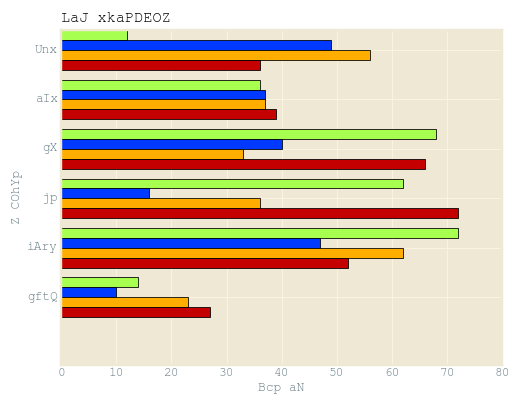 LaJ xkaPDEOZ
Unx
aIx
gX
jp
iAry
gftQ
Z COhYp
0 10 20 30 40 50 60 70 80
Bcp aN